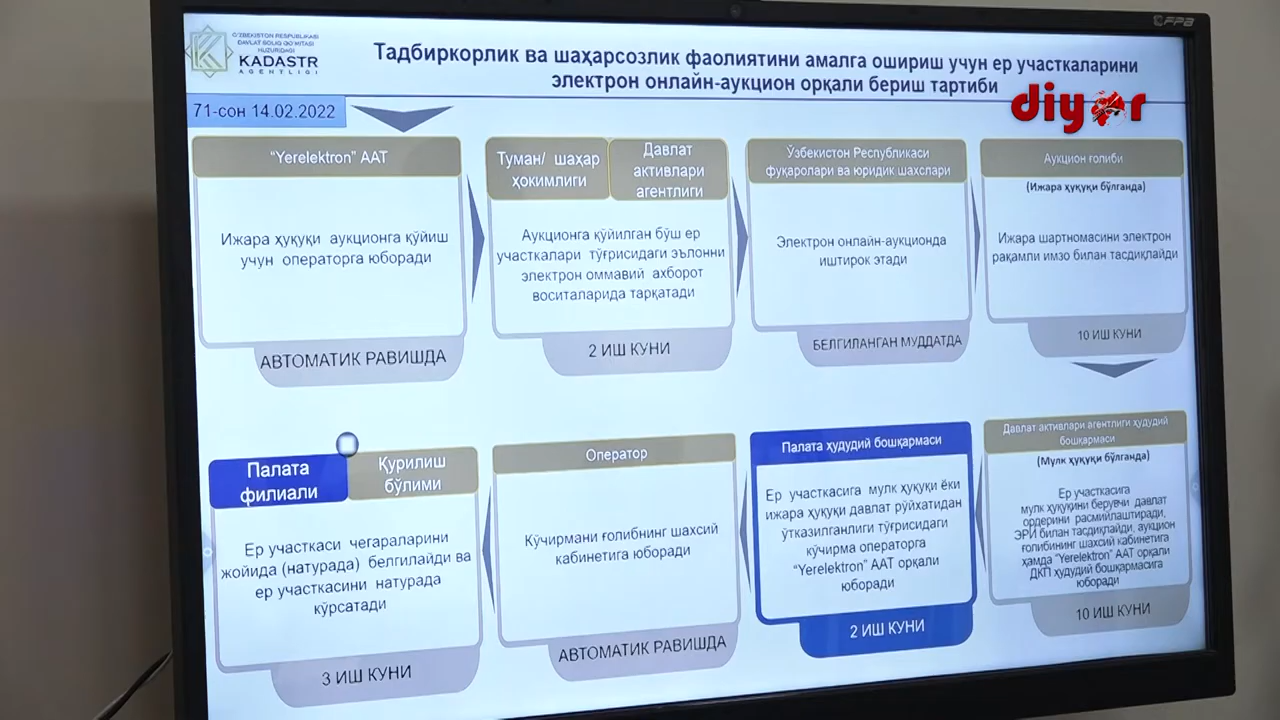 FPB
O'ZBEKISTON RESPUBLIKASI
DAVLAT SOLIQ QO'MITASI
HUZURIDAGI
KADASTR
AGENTLIGI
Тадбиркорлик ва шаҳарсозлик фаолиятини амалга ошириш учун ер участкаларини
электрон онлайн-аукцион орқали бериш тартиби
diyor
71-сон 14.02.2022
“Yerelektron” ААТ
Ижара ҳуқуқи аукционга қўйиш
учун операторга юборади
АВТОМАТИК РАВИШДА
Туман/ шаҳар
ҳокимлиги
Давлат
активлари
агентлиги
Аукционга қўйилган бўш ер
участкалари тўғрисидаги эълонни
электрон оммавий ахборот
воситаларида тарқатади
2 ИШ КУНИ
Ўзбекистон Республикаси
фуқаролари ва юридик шахслари
Электрон онлайн-аукционда
иштирок этади
БЕЛГИЛАНГАН МУДДАТДА
Аукцион ғолиби
(Ижара ҳуқуқи бўлганда)
Ижара шартномасини электрон
рақамли имзо билан тасдиқлайди
10 ИШ КУНИ
Палата
филиали
Қурилиш
бўлими
Ер участкаси чегараларини
жойида (натурада) белгилайди ва
ер участкасини натурада
кўрсатади
3 ИШ КУНИ
Оператор
Кўчирмани ғолибнинг шахсий
кабинетига юборади
АВТОМАТИК РАВИШДА
Палата ҳудудий бошқармаси
Ер участкасига мулк ҳуқуқи ёки
ижара ҳуқуқи давлат рўйхатидан
ўтказилганлиги тўғрисидаги
кўчирма операторга
“Yerelektron” ААТ орқали
юборади
2 ИШ КУНИ
Давлат активлари агентлиги ҳудудий
бошқармаси
(Мулк ҳуқуқи бўлганда)
Ер участкасига
мулк ҳуқуқини берувчи давлат
ордерини расмийлаштиради,
ЭРИ билан тасдиқлайди, аукцион
ғолибининг шахсий кабинетига
ҳамда “Yerelektron” ААТ орқали
ДКП ҳудудий бошқармасига
юборади
10 ИШ КУНИ